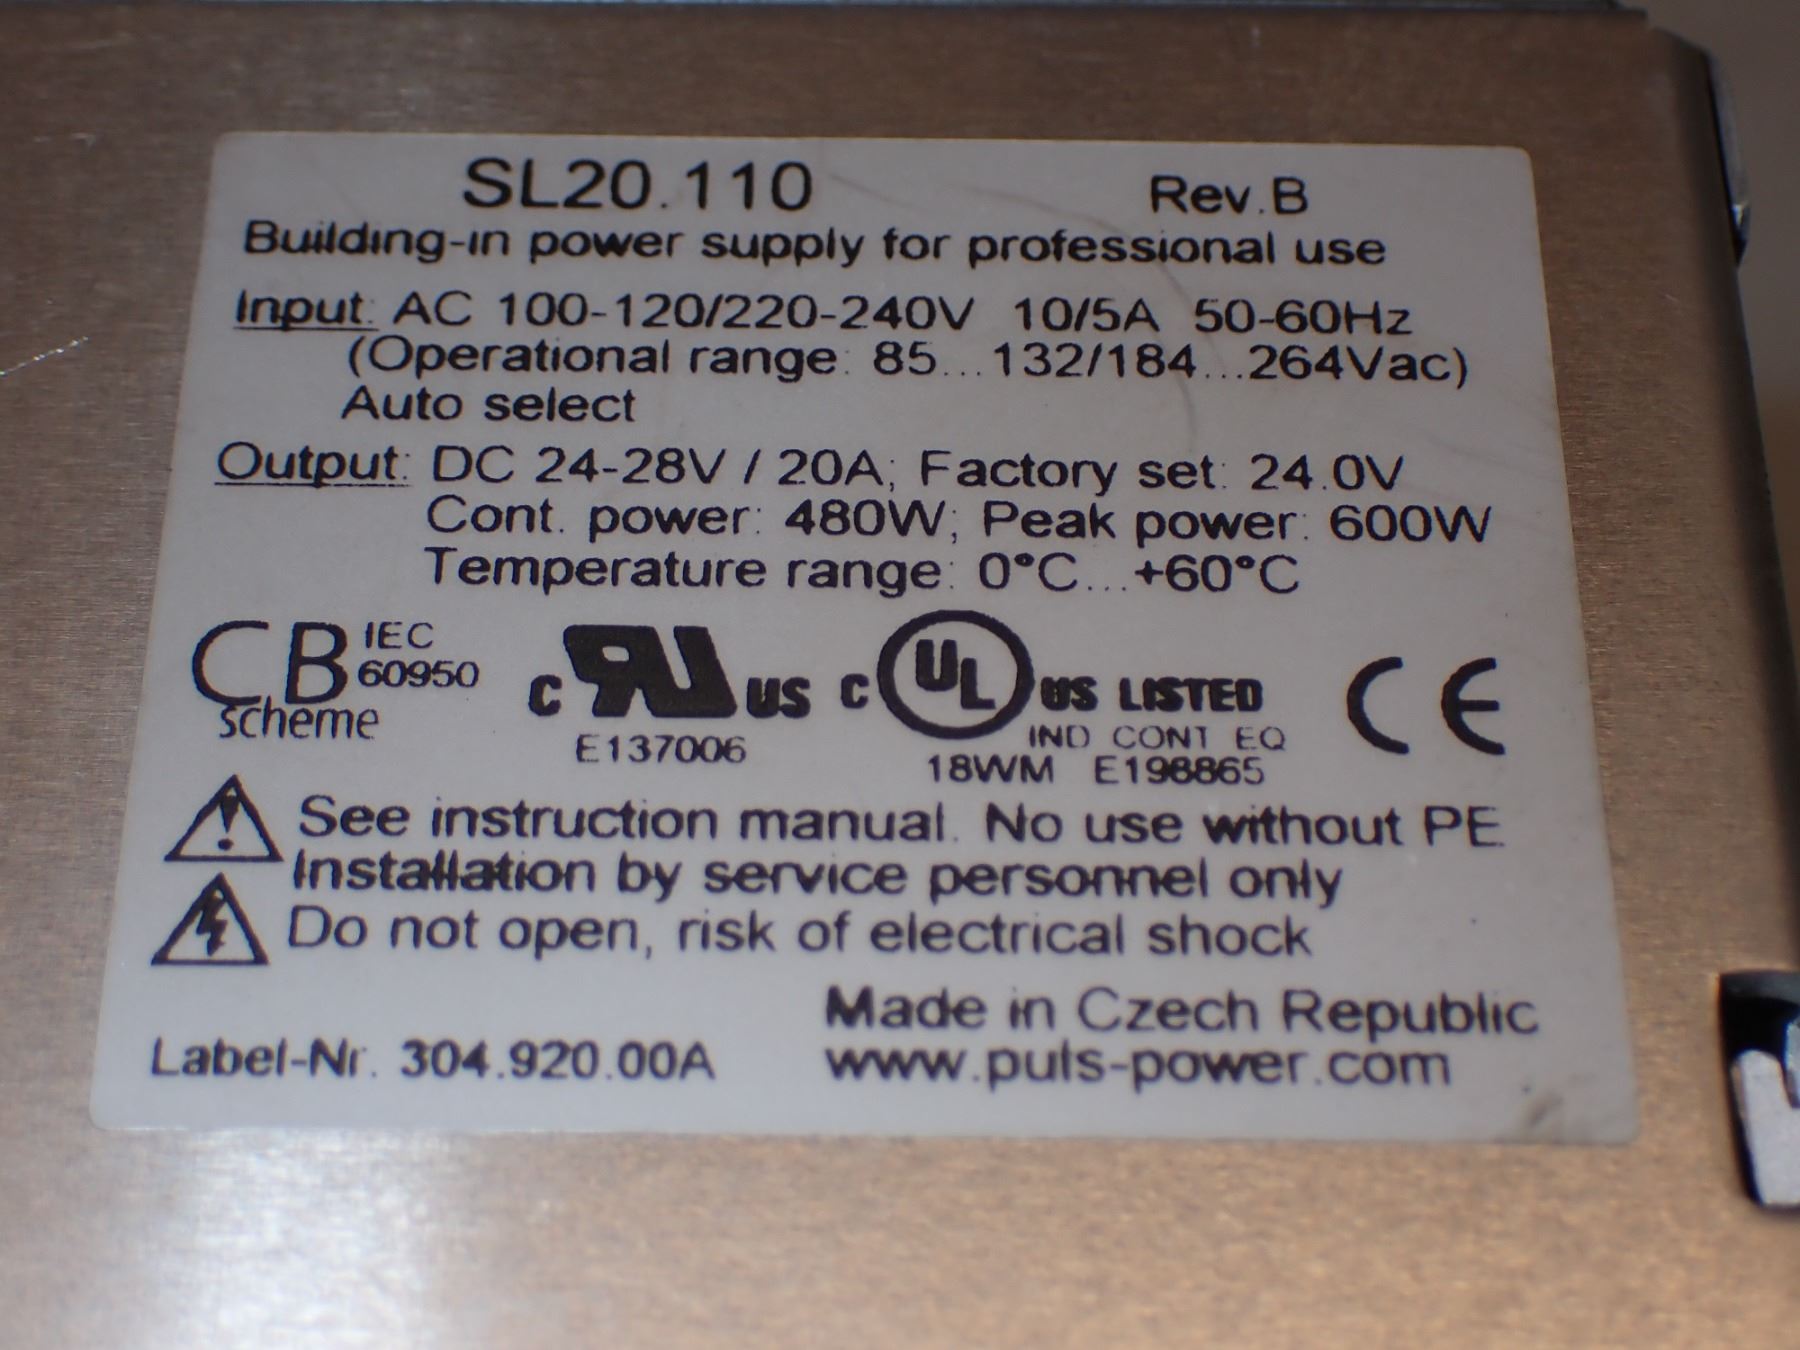 SL20.110 Rev.B
Building-in power supply for professional use
Input: AC 100-120/220-240V 10/5A 50-60Hz
(Operational range: 85...132/184...264Vac)
Auto select
Output: DC 24-28V / 20A; Factory set: 24.0V
Cont. power: 480W; Peak power: 600W
Temperature range: 0°C...+60°C
CB scheme IEC 60950
c RU US E137006
c UL US LISTED
IND CONT EQ
18WM E198865
CE
See instruction manual. No use without PE.
Installation by service personnel only
Do not open, risk of electrical shock
Made in Czech Republic
Label-Nr. 304.920.00A www.puls-power.com